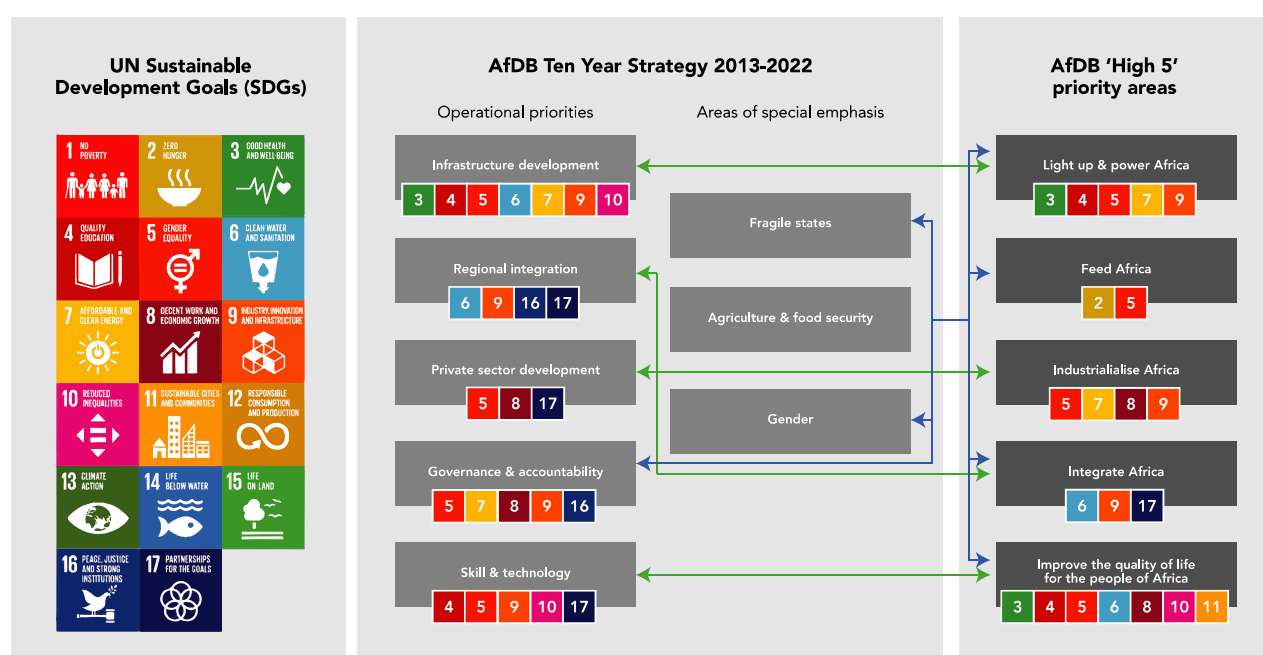 UN Sustainable
Development Goals (SDGs)
1 NO
POVERTY
2 ZERO
HUNGER
3 GOOD HEALTH
AND WELL-BEING
4 QUALITY
EDUCATION
5 GENDER
EQUALITY
6 CLEAN WATER
AND SANITATION
7 AFFORDABLE AND
CLEAN ENERGY
8 DECENT WORK AND
ECONOMIC GROWTH
9 INDUSTRY, INNOVATION
AND INFRASTRUCTURE
10 REDUCED
INEQUALITIES
11 SUSTAINABLE CITIES
AND COMMUNITIES
12 RESPONSIBLE
CONSUMPTION
AND PRODUCTION
13 CLIMATE
ACTION
14 LIFE
BELOW WATER
15 LIFE
ON LAND
16 PEACE, JUSTICE
AND STRONG
INSTITUTIONS
17 PARTNERSHIPS
FOR THE GOALS
AfDB Ten Year Strategy 2013-2022
Operational priorities
Infrastructure development
3 4 5 6 7 9 10
Regional integration
6 9 16 17
Private sector development
5 8 17
Governance & accountability
5 7 8 9 16
Skill & technology
4 5 9 10 17
Areas of special emphasis
Fragile states
Agriculture & food security
Gender
AfDB ‘High 5’
priority areas
Light up & power Africa
3 4 5 7 9
Feed Africa
2 5
Industrialialise Africa
5 7 8 9
Integrate Africa
6 9 17
Improve the quality of life
for the people of Africa
3 4 5 6 8 10 11